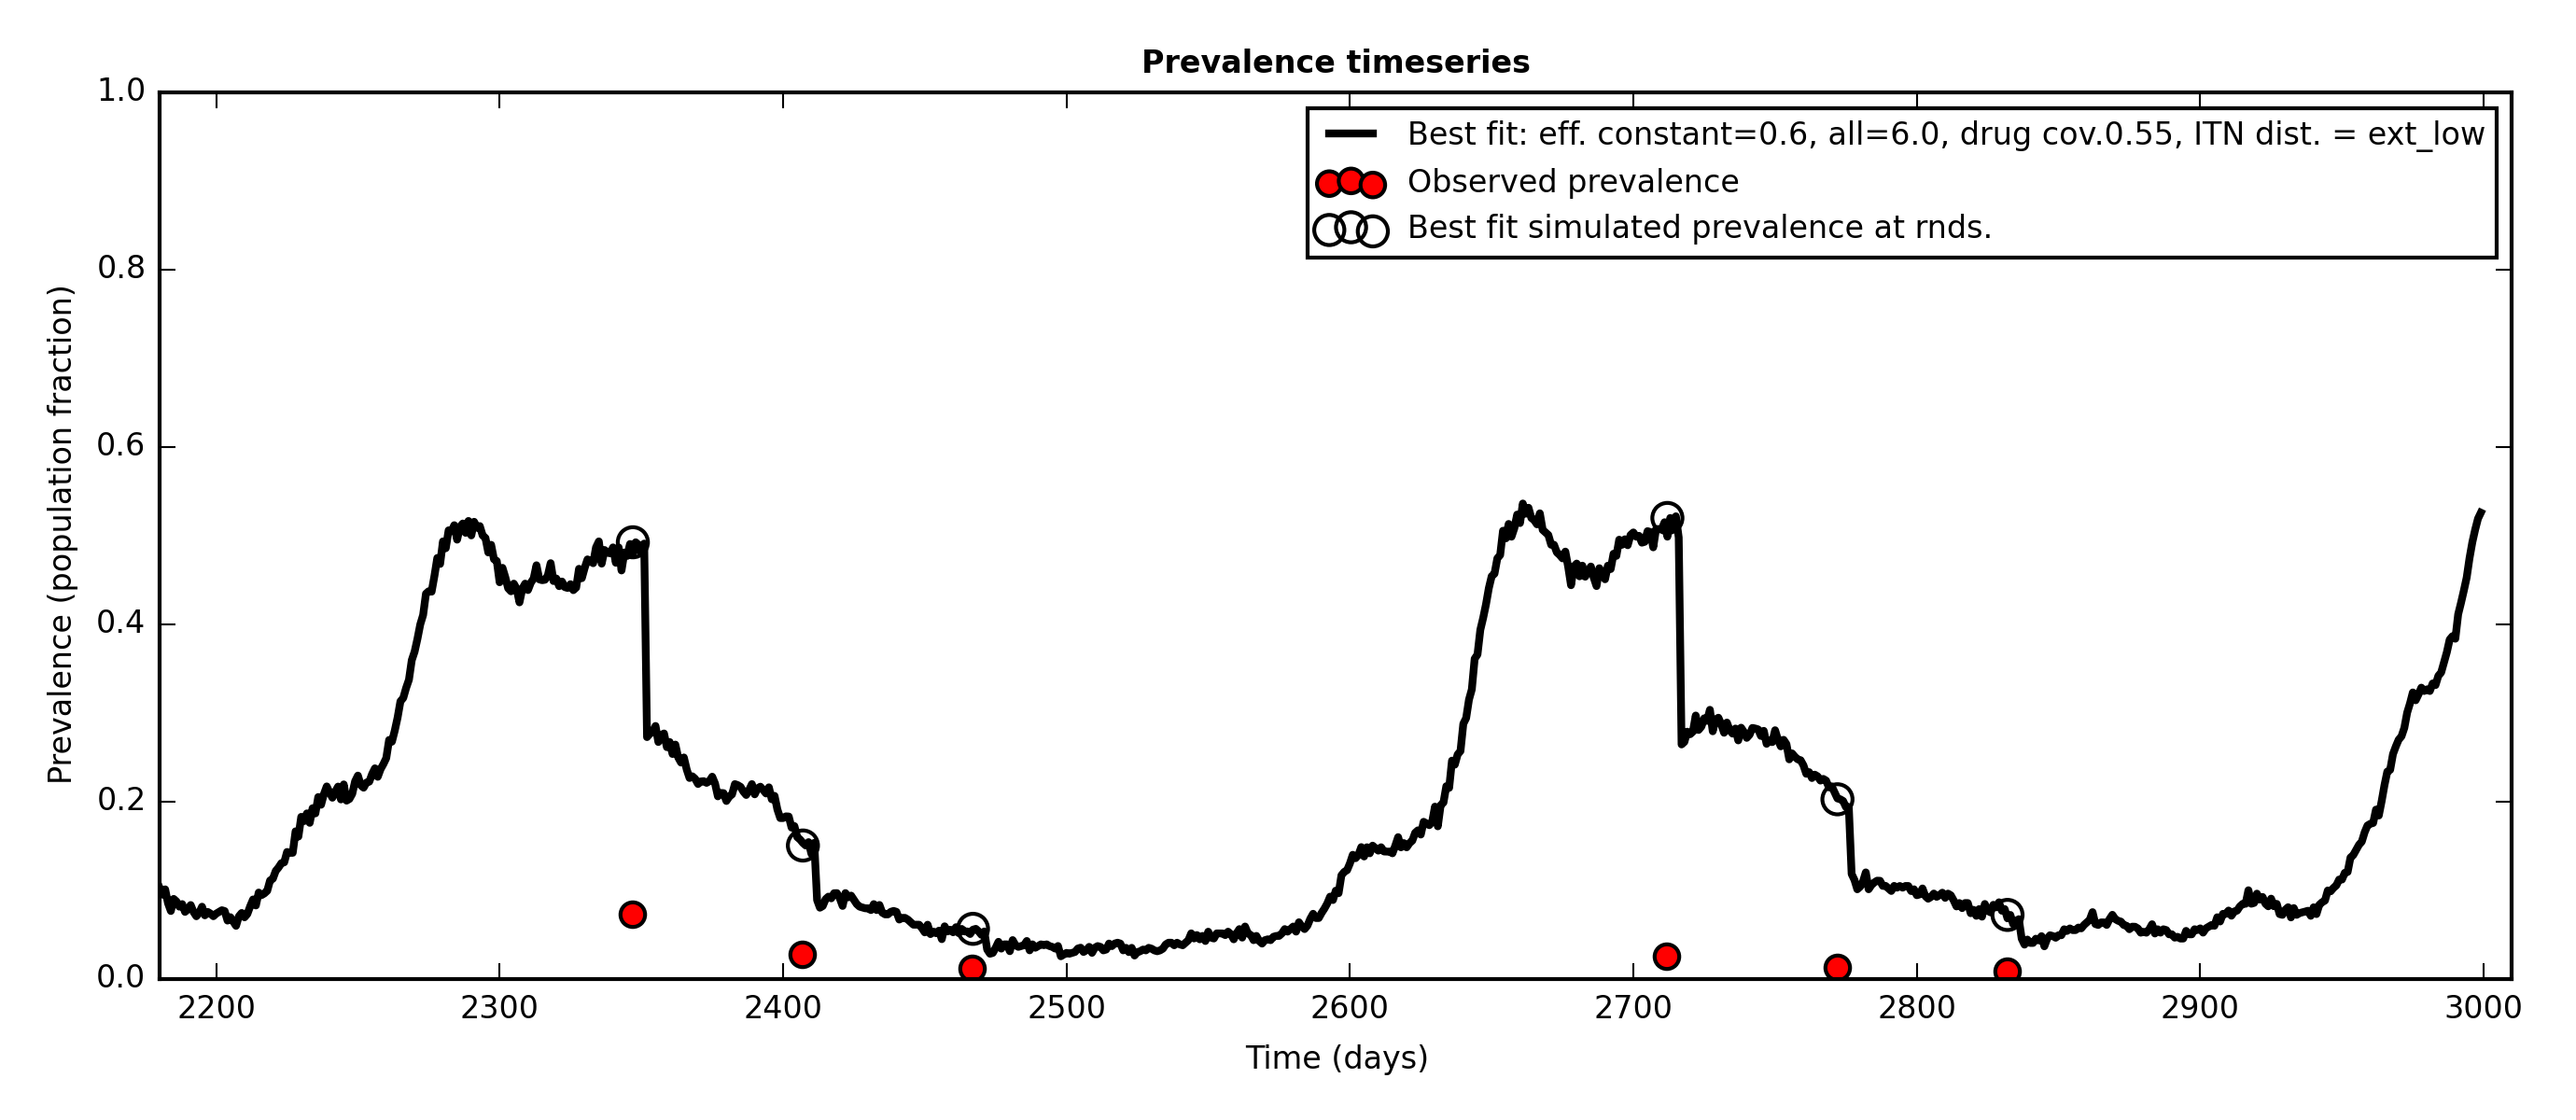 Prevalence timeseries
1.0
0.8
0.6
0.4
0.2
0.0
Prevalence (population fraction)
Best fit: eff. constant=0.6, all=6.0, drug cov.0.55, ITN dist. = ext_low
Observed prevalence
Best fit simulated prevalence at rnds.
2200 2300 2400 2500 2600 2700 2800 2900 3000
Time (days)